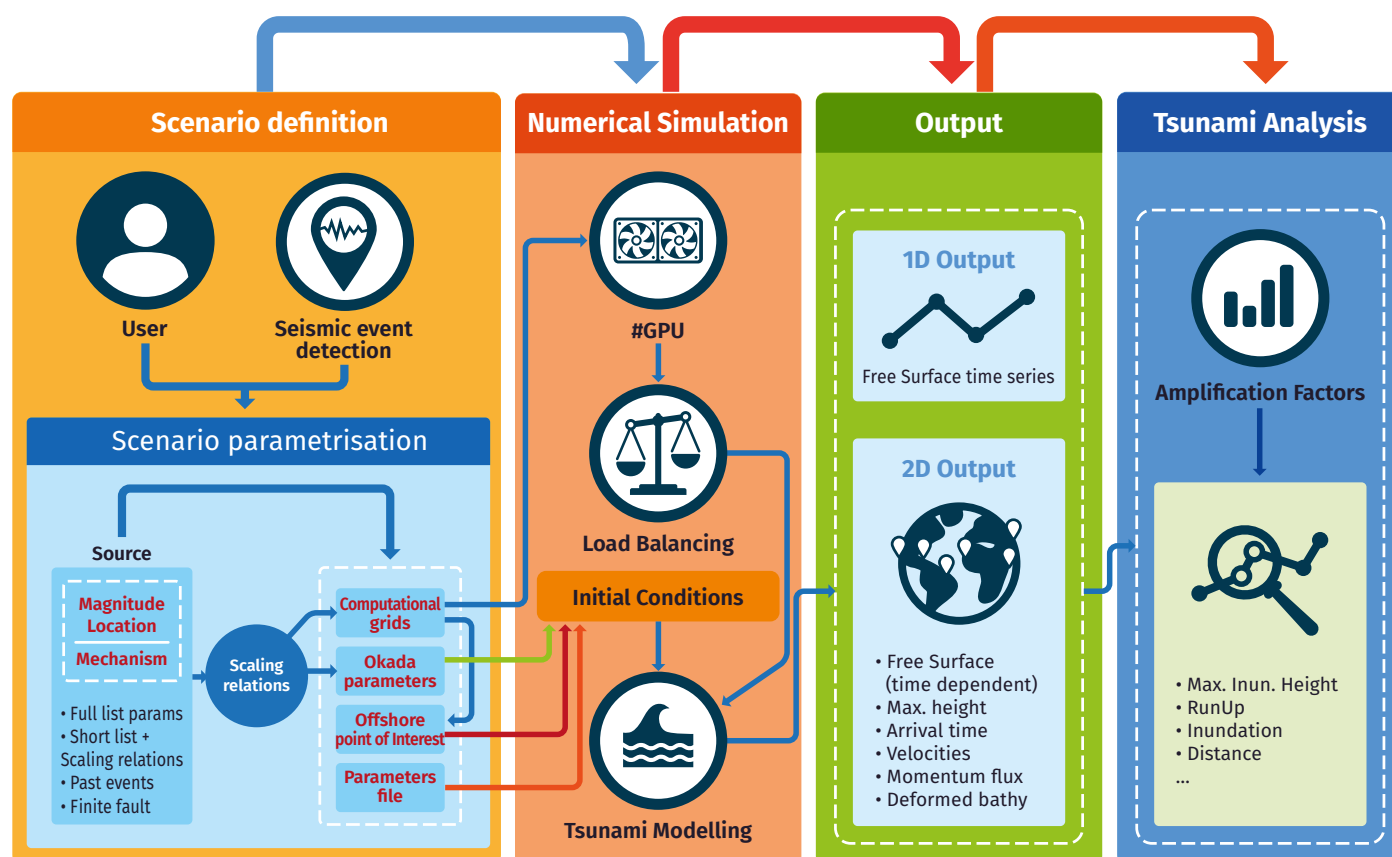 Scenario definition
User
Seismic event
detection
Scenario parametrisation
Source
Magnitude
Location
Mechanism
• Full list params
• Short list +
Scaling relations
• Past events
• Finite fault
Scaling
relations
Computational
grids
Okada
parameters
Offshore
point of Interest
Parameters
file
Numerical Simulation
#GPU
Load Balancing
Initial Conditions
Tsunami Modelling
Output
1D Output
Free Surface time series
2D Output
• Free Surface
(time dependent)
• Max. height
• Arrival time
• Velocities
• Momentum flux
• Deformed bathy
Tsunami Analysis
Amplification Factors
• Max. Inun. Height
• RunUp
• Inundation
• Distance
...